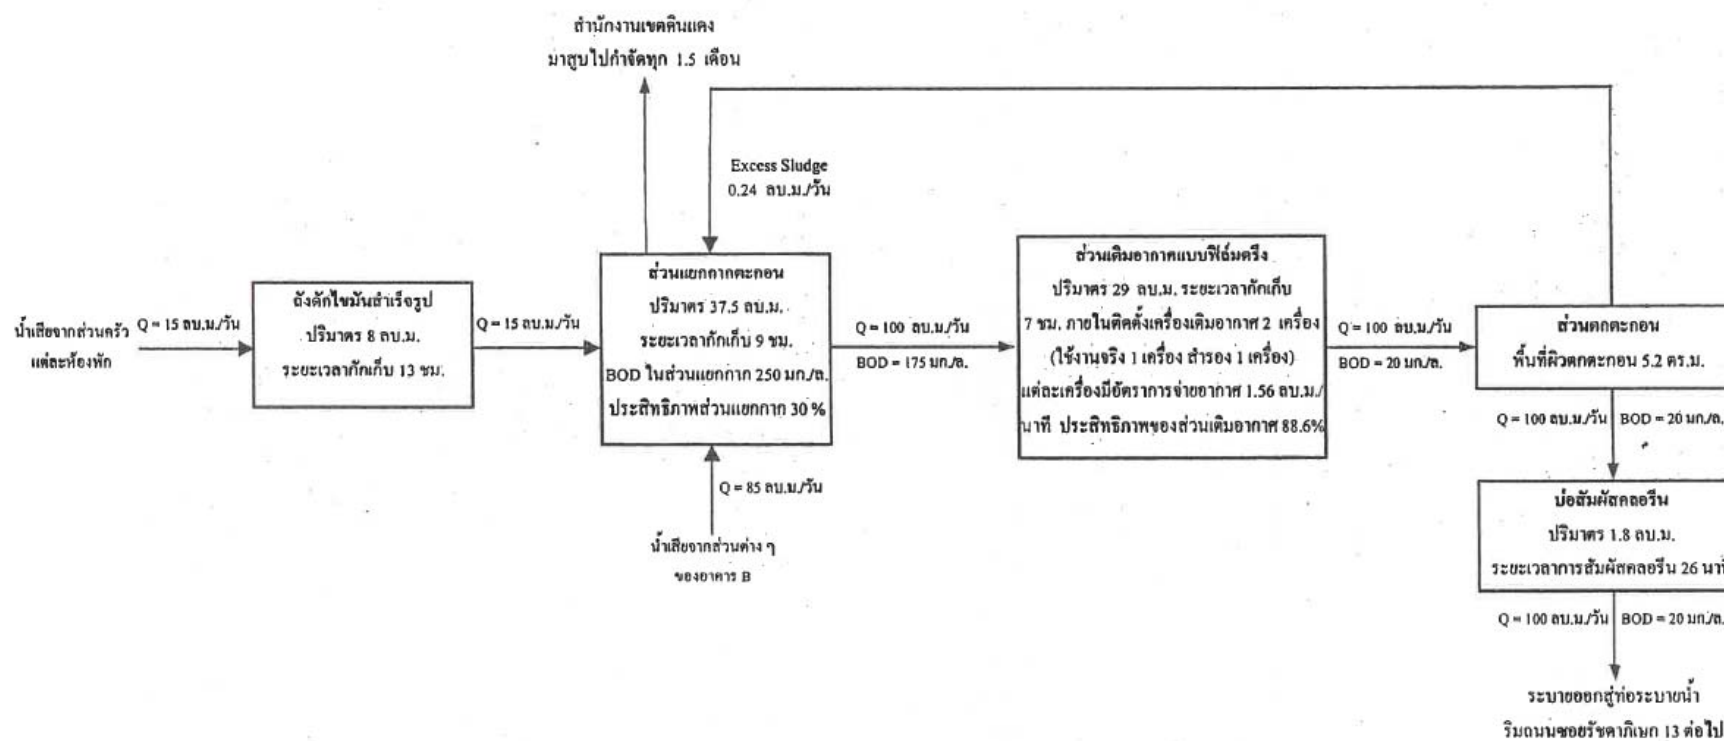 สำนักงานเขตดินแดง
มาสูบไปกำจัดทุก 1.5 เดือน
Excess Sludge
0.24 ลบ.ม./วัน
น้ำเสียจากส่วนครัว
แต่ละห้องพัก
Q = 15 ลบ.ม./วัน
ถังดักไขมันสำเร็จรูป
ปริมาตร 8 ลบ.ม.
ระยะเวลากักเก็บ 13 ชม.
Q = 15 ลบ.ม./วัน
ส่วนแยกกากตะกอน
ปริมาตร 37.5 ลบ.ม.
ระยะเวลากักเก็บ 9 ชม.
BOD ในส่วนแยกกาก 250 มก./ล.
ประสิทธิภาพส่วนแยกกาก 30 %
Q = 85 ลบ.ม./วัน
น้ำเสียจากส่วนต่าง ๆ
ของอาคาร B
Q = 100 ลบ.ม./วัน
BOD = 175 มก./ล.
ส่วนเติมอากาศแบบฟิล์มตรึง
ปริมาตร 29 ลบ.ม. ระยะเวลากักเก็บ
7 ชม. ภายในติดตั้งเครื่องเติมอากาศ 2 เครื่อง
(ใช้งานจริง 1 เครื่อง สำรอง 1 เครื่อง)
แต่ละเครื่องมีอัตราการจ่ายอากาศ 1.56 ลบ.ม./
นาที ประสิทธิภาพของส่วนเติมอากาศ 88.6%
Q = 100 ลบ.ม./วัน
BOD = 20 มก./ล.
ส่วนตกตะกอน
พื้นที่ผิวตกตะกอน 5.2 ตร.ม.
Q = 100 ลบ.ม./วัน BOD = 20 มก./ล.
บ่อสัมผัสคลอรีน
ปริมาตร 1.8 ลบ.ม.
ระยะเวลาการสัมผัสคลอรีน 26 นาที
Q = 100 ลบ.ม./วัน BOD = 20 มก./ล.
ระบายออกสู่ท่อระบายน้ำ
ริมถนนซอยรัชดาภิเษก 13 ต่อไป